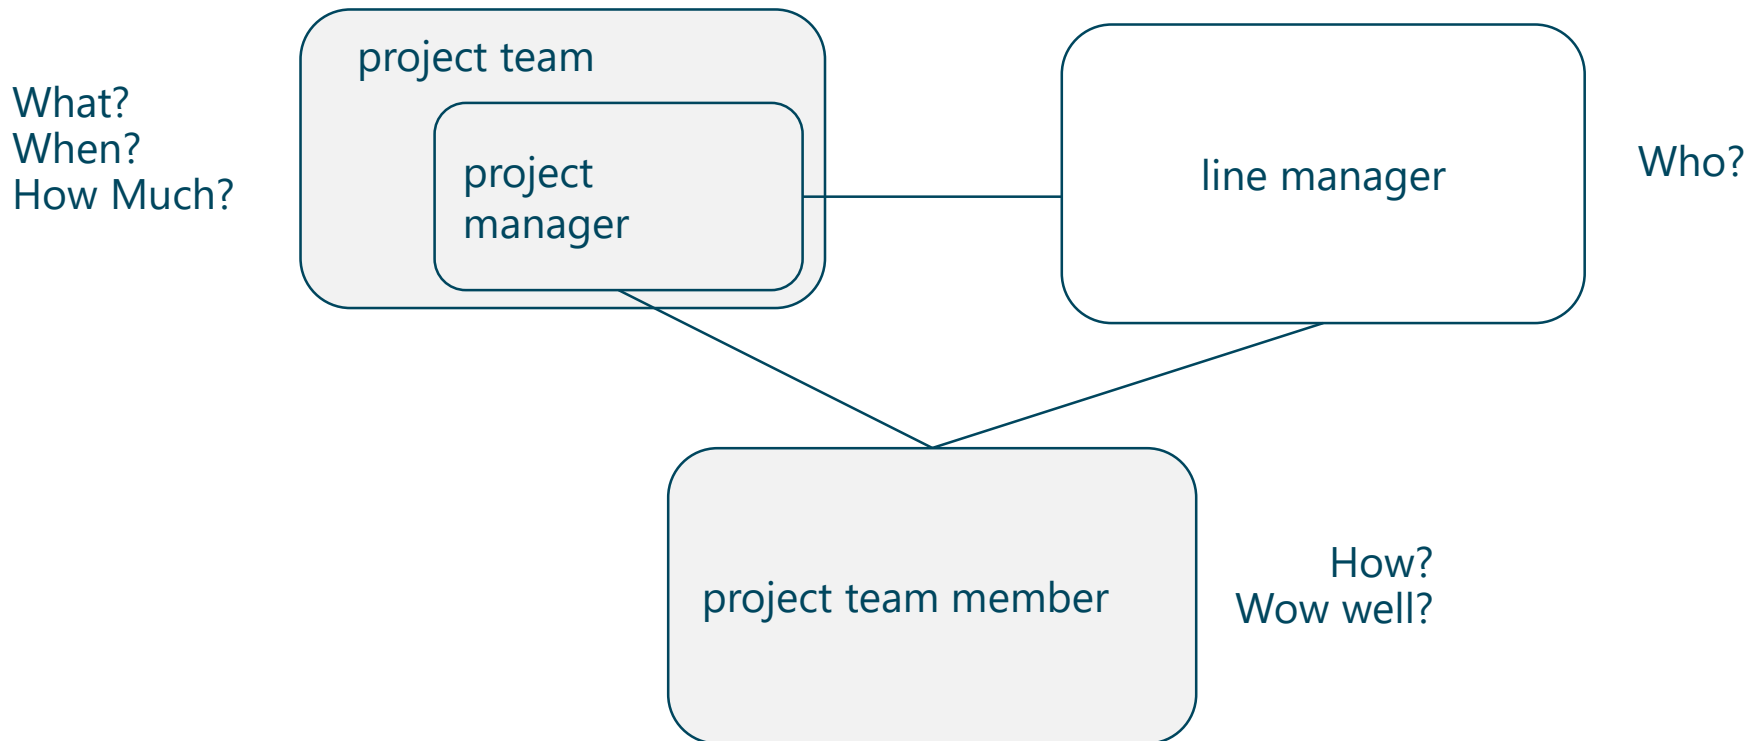 project team
What?
When?
How Much?
project
manager
line manager
Who?
project team member
How?
Wow well?